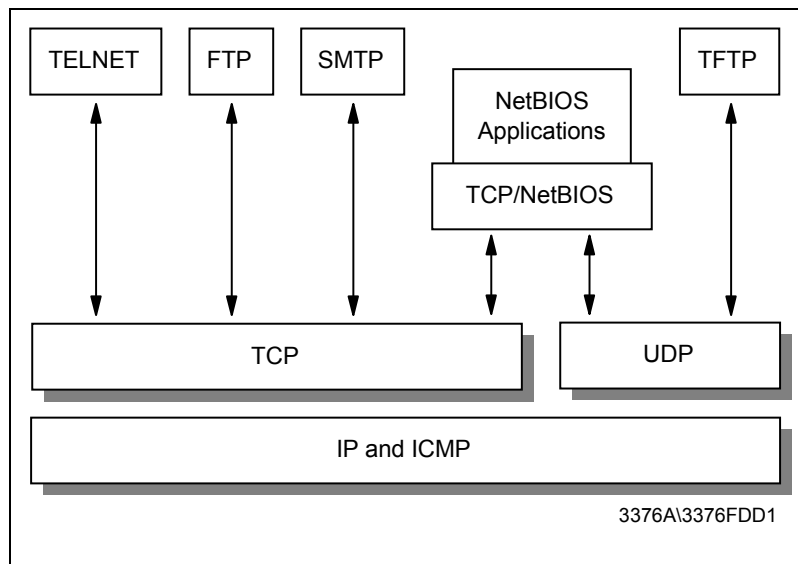 TELNET
FTP
SMTP
TFTP
NetBIOS
Applications
TCP/NetBIOS
TCP
UDP
IP and ICMP
3376A\3376FDD1